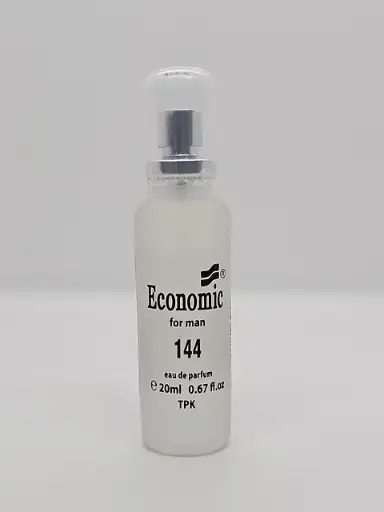 Economic®
for man
144
eau de parfum
℮ 20ml 0.67 fl.oz
TPK